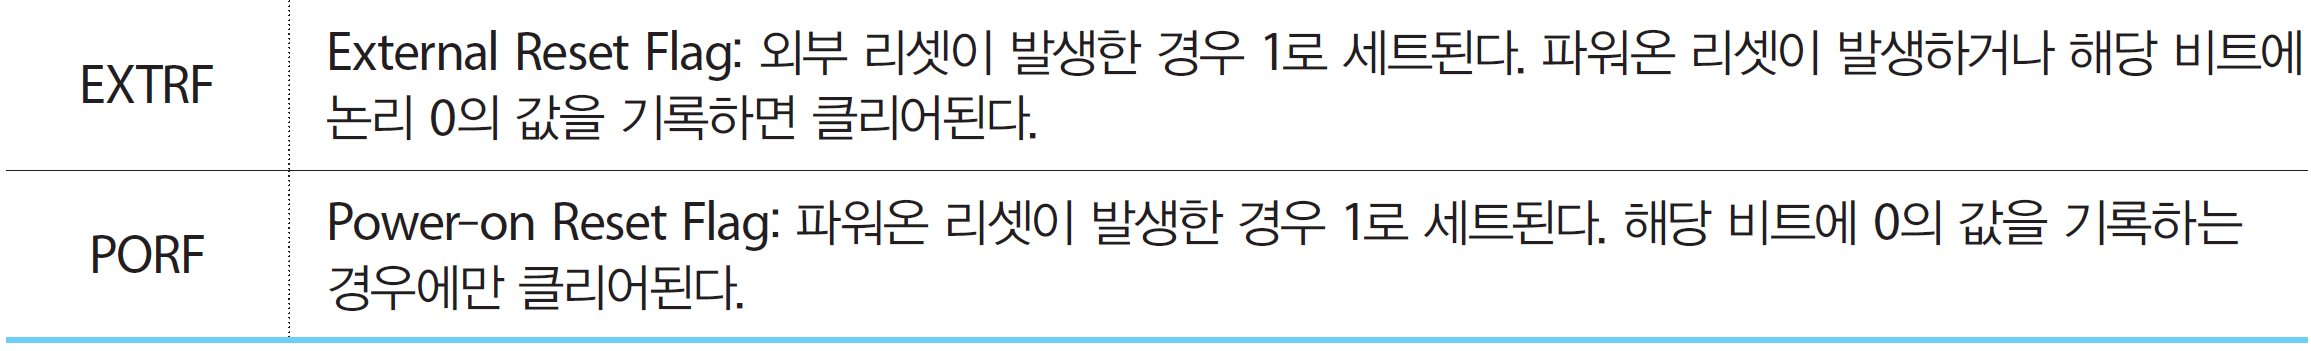 EXTRF
External Reset Flag: 외부 리셋이 발생한 경우 1로 세트된다. 파워온 리셋이 발생하거나 해당 비트에
논리 0의 값을 기록하면 클리어된다.
PORF
Power-on Reset Flag: 파워온 리셋이 발생한 경우 1로 세트된다. 해당 비트에 0의 값을 기록하는
경우에만 클리어된다.